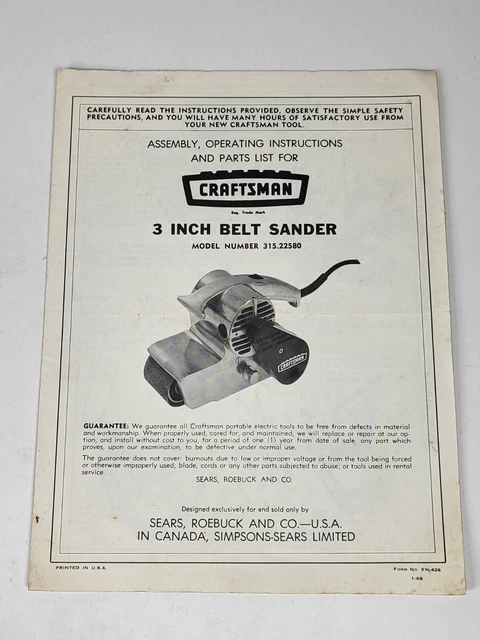 CAREFULLY READ THE INSTRUCTIONS PROVIDED, OBSERVE THE SIMPLE SAFETY
PRECAUTIONS, AND YOU WILL HAVE MANY HOURS OF SATISFACTORY USE FROM
YOUR NEW CRAFTSMAN TOOL.
ASSEMBLY, OPERATING INSTRUCTIONS
AND PARTS LIST FOR
CRAFTSMAN
Reg. Trade Mark
3 INCH BELT SANDER
MODEL NUMBER 315.22580
CRAFTSMAN
GUARANTEE: We guarantee all Craftsman portable electric tools to be free from defects in material
and workmanship. When properly used, cared for, and maintained, we will replace or repair at our op-
tion, and install without cost to you, for a period of one (1) year from date of sale, any part which
proves, upon our examination, to be defective under normal use.
The guarantee does not cover: burnouts due to low or improper voltage or from the tool being forced
or otherwise improperly used; blade, cords or any other parts subjected to abuse; or tools used in rental
service.
SEARS, ROEBUCK AND CO.
Designed exclusively for and sold only by
SEARS, ROEBUCK AND CO.—U.S.A.
IN CANADA, SIMPSONS-SEARS LIMITED
PRINTED IN U.S.A.
FORM NO. EN-428
1-68